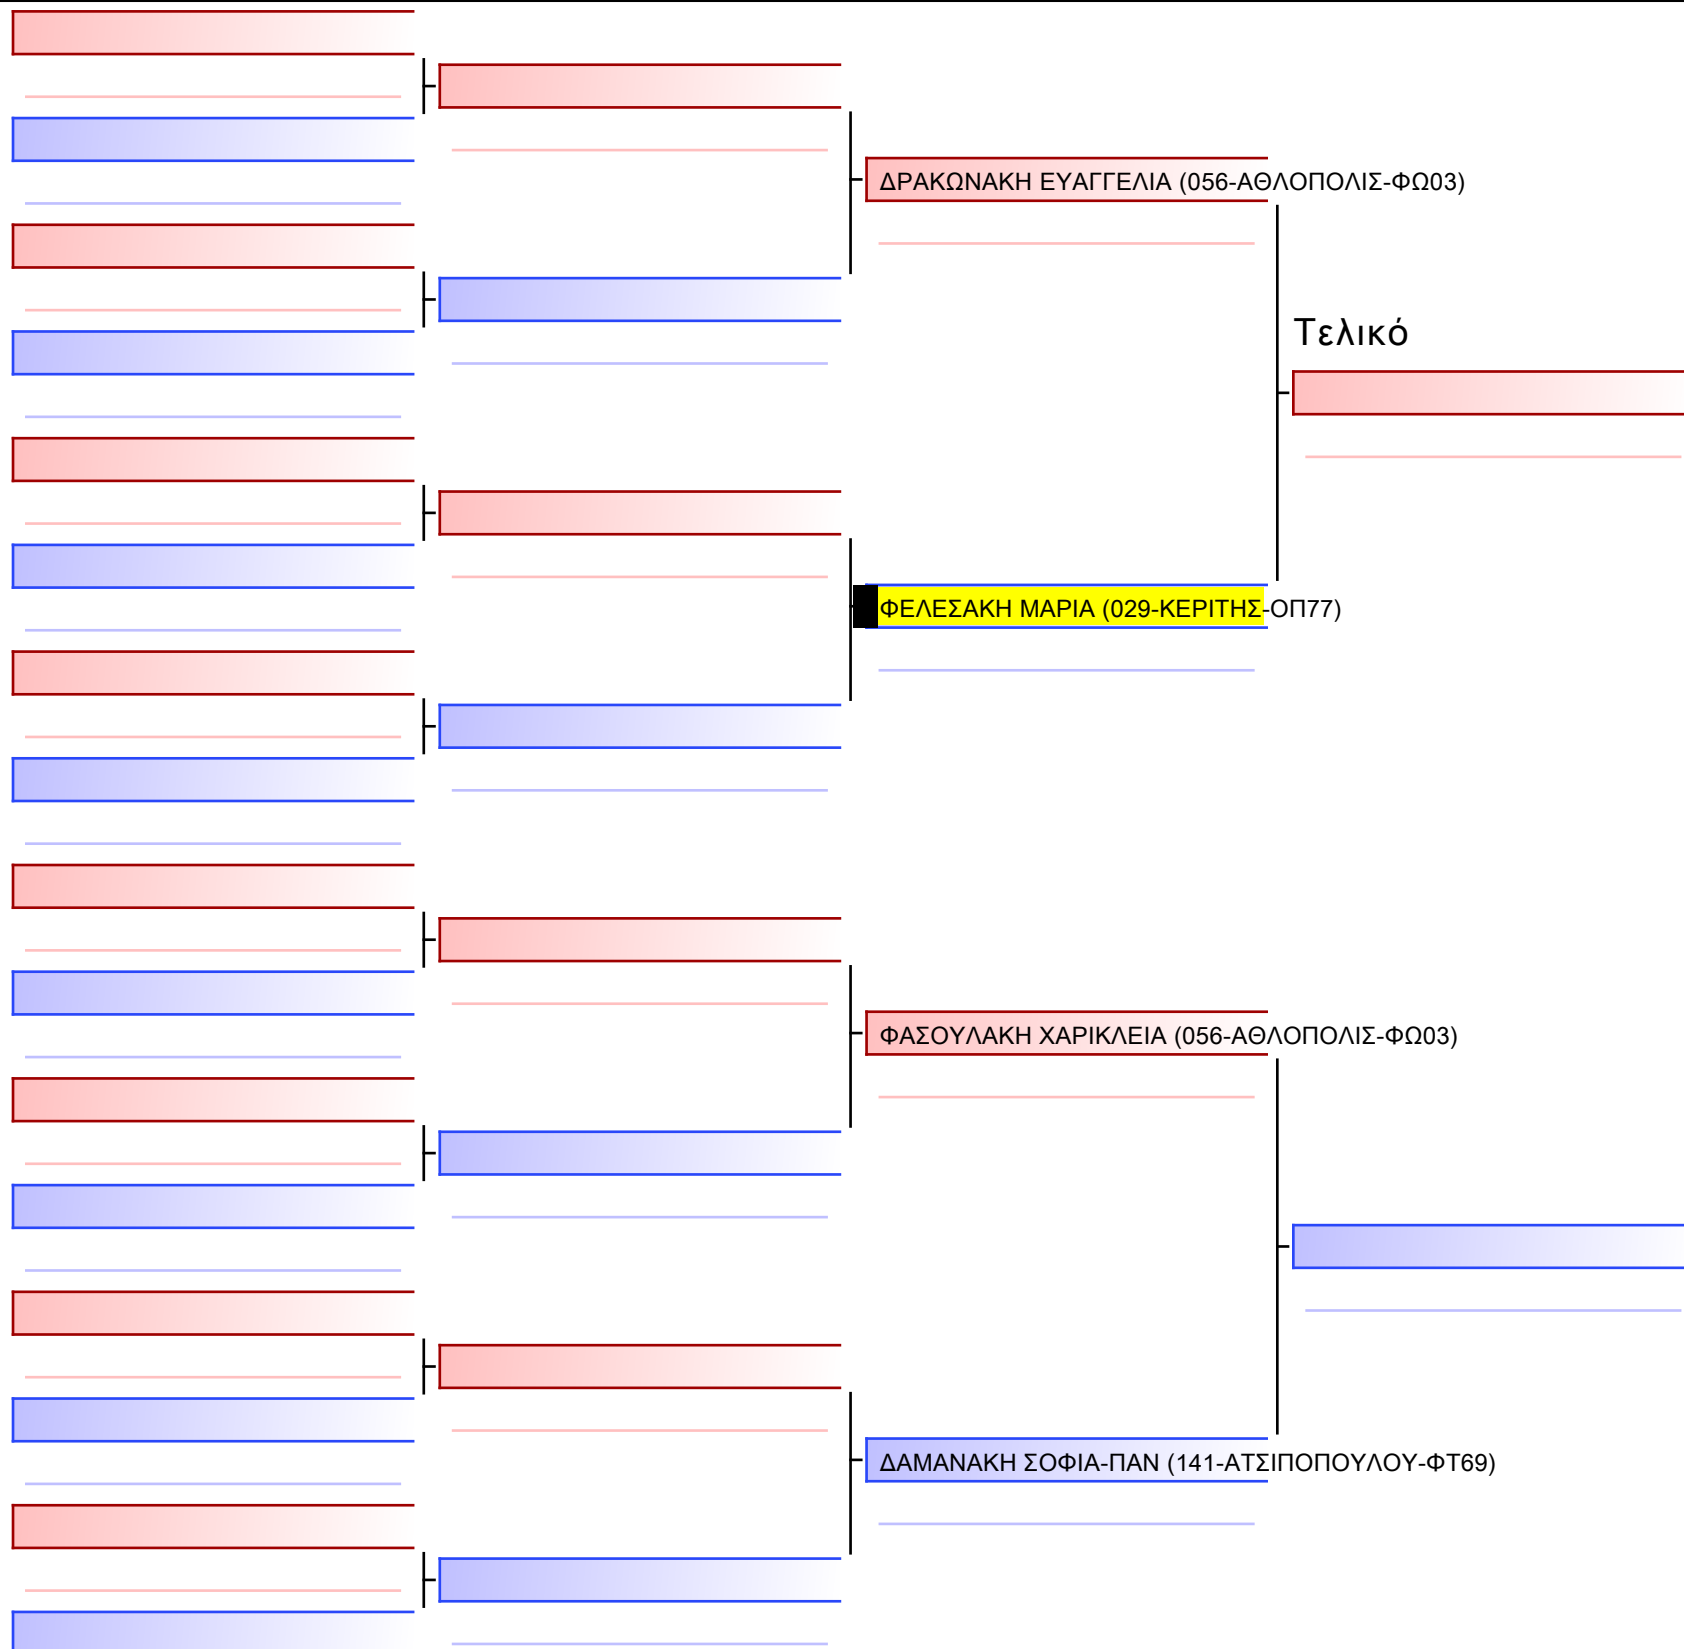 ΔΡΑΚΩΝΑΚΗ ΕΥΑΓΓΕΛΙΑ (056-ΑΘΛΟΠΟΛΙΣ-ΦΩ03)
Τελικό
ΦΕΛΕΣΑΚΗ ΜΑΡΙΑ (029-ΚΕΡΙΤΗΣ-ΟΠ77)
ΦΑΣΟΥΛΑΚΗ ΧΑΡΙΚΛΕΙΑ (056-ΑΘΛΟΠΟΛΙΣ-ΦΩ03)
ΔΑΜΑΝΑΚΗ ΣΟΦΙΑ-ΠΑΝ (141-ΑΤΣΙΠΟΠΟΥΛΟΥ-ΦΤ69)